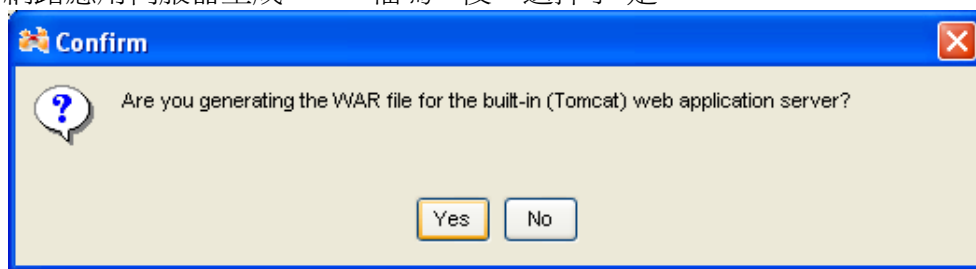 Confirm
Are you generating the WAR file for the built-in (Tomcat) web application server?
Yes No